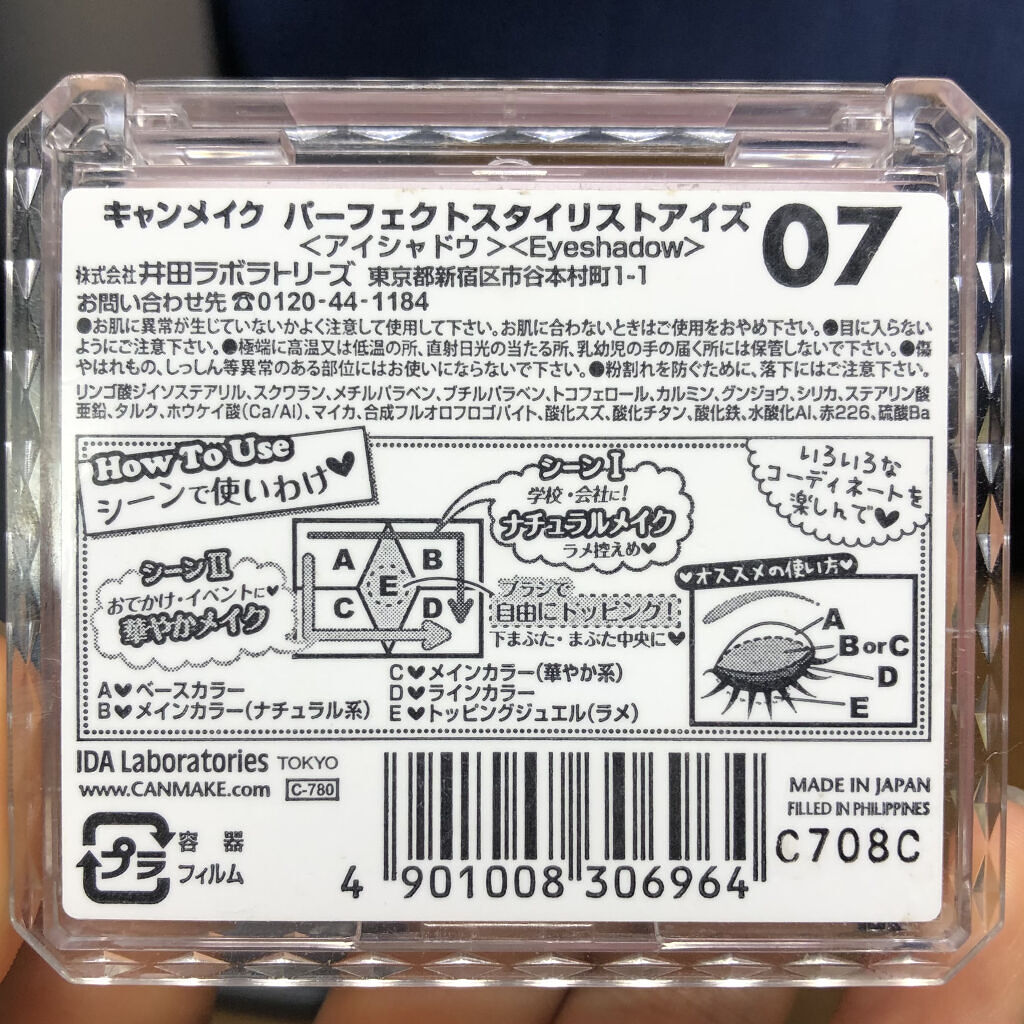 キャンメイク パーフェクトスタイリストアイズ 07
<アイシャドウ><Eyeshadow>
株式会社井田ラボラトリーズ 東京都新宿区市谷本村町1-1
お問い合わせ先☎0120-44-1184
●お肌に異常が生じていないかよく注意して使用して下さい。お肌に合わないときはご使用をおやめ下さい。●目に入らない
ようにご注意下さい。●極端に高温又は低温の所、直射日光の当たる所、乳幼児の手の届く所には保管しないで下さい。●傷
やはれもの、しっしん等異常のある部位にはお使いにならないで下さい。●粉割れを防ぐために、落下にはご注意下さい。
リンゴ酸ジイソステアリル、スクワラン、メチルパラベン、ブチルパラベン、トコフェロール、カルミン、グンジョウ、シリカ、ステアリン酸
亜鉛、タルク、ホウケイ酸(Ca/Al)、マイカ、合成フルオロフロゴパイト、酸化スズ、酸化チタン、酸化鉄、水酸化Al、赤226、硫酸Ba
How To Use
シーンで使いわけ♥
シーンⅠ
学校・会社に!
ナチュラルメイク
ラメ控えめ♥
いろいろな
コーディネートを
楽しんで♥
シーンⅡ
おでかけ・イベントに♥
華やかメイク
A B
E
C D
ブラシで
自由にトッピング!
下まぶた・まぶた中央に♥
♥オススメの使い方♥
A
B or C
D
E
A♥ベースカラー
B♥メインカラー(ナチュラル系)
C♥メインカラー(華やか系)
D♥ラインカラー
E♥トッピングジュエル(ラメ)
IDA Laboratories TOKYO
www.CANMAKE.com C-780
プラ
容器
フィルム
4 901008 306964
MADE IN JAPAN
FILLED IN PHILIPPINES
C708C